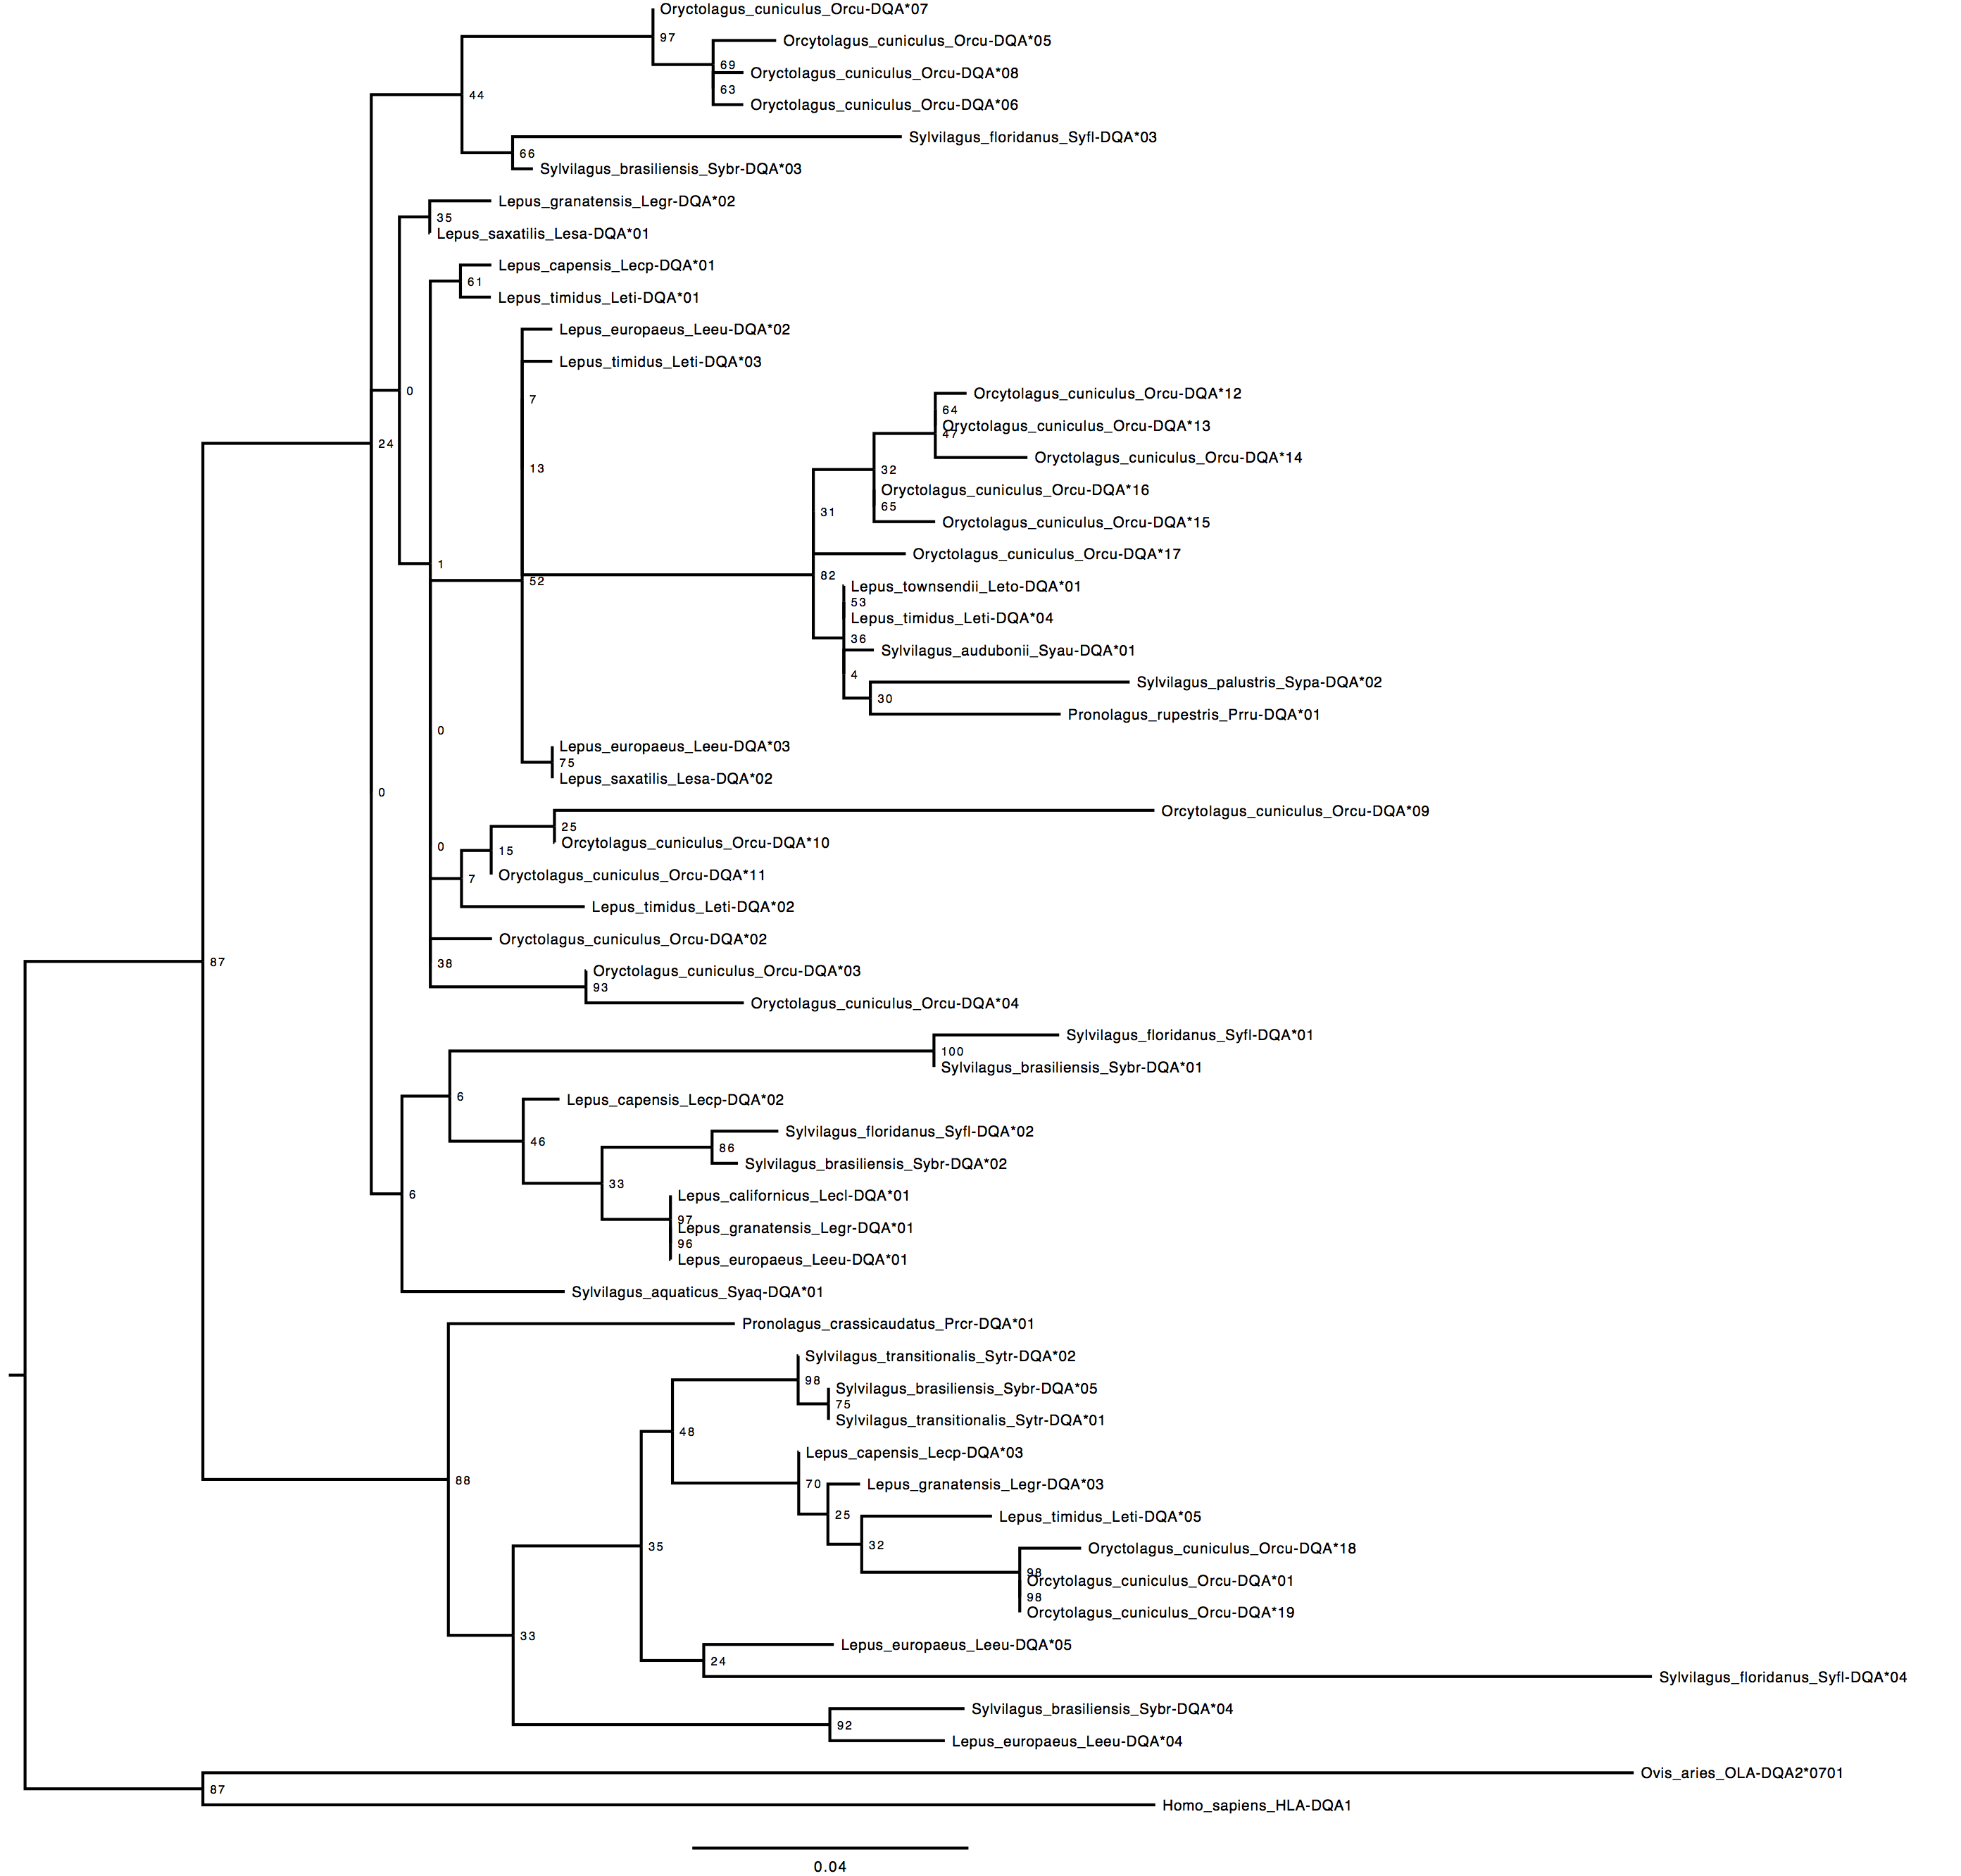 Oryctolagus_cuniculus_Orcu-DQA*07
97
Orcytolagus_cuniculus_Orcu-DQA*05
69
Oryctolagus_cuniculus_Orcu-DQA*08
63
44
Oryctolagus_cuniculus_Orcu-DQA*06
Sylvilagus_floridanus_Syfl-DQA*03
66
Sylvilagus_brasiliensis_Sybr-DQA*03
Lepus_granatensis_Legr-DQA*02
35
Lepus_saxatilis_Lesa-DQA*01
Lepus_capensis_Lecp-DQA*01
61
Lepus_timidus_Leti-DQA*01
Lepus_europaeus_Leeu-DQA*02
Lepus_timidus_Leti-DQA*03
0
7
Orcytolagus_cuniculus_Orcu-DQA*12
64
Oryctolagus_cuniculus_Orcu-DQA*13
47
24
Oryctolagus_cuniculus_Orcu-DQA*14
13
32
Oryctolagus_cuniculus_Orcu-DQA*16
65
31
Oryctolagus_cuniculus_Orcu-DQA*15
Oryctolagus_cuniculus_Orcu-DQA*17
1
52
82
Lepus_townsendii_Leto-DQA*01
53
Lepus_timidus_Leti-DQA*04
36
Sylvilagus_audubonii_Syau-DQA*01
4
Sylvilagus_palustris_Sypa-DQA*02
30
Pronolagus_rupestris_Prru-DQA*01
0
Lepus_europaeus_Leeu-DQA*03
75
Lepus_saxatilis_Lesa-DQA*02
0
Orcytolagus_cuniculus_Orcu-DQA*09
25
Orcytolagus_cuniculus_Orcu-DQA*10
0
15
Oryctolagus_cuniculus_Orcu-DQA*11
7
Lepus_timidus_Leti-DQA*02
Oryctolagus_cuniculus_Orcu-DQA*02
87
38
Oryctolagus_cuniculus_Orcu-DQA*03
93
Oryctolagus_cuniculus_Orcu-DQA*04
Sylvilagus_floridanus_Syfl-DQA*01
100
Sylvilagus_brasiliensis_Sybr-DQA*01
6
Lepus_capensis_Lecp-DQA*02
46
Sylvilagus_floridanus_Syfl-DQA*02
86
Sylvilagus_brasiliensis_Sybr-DQA*02
33
6
Lepus_californicus_Lecl-DQA*01
97
Lepus_granatensis_Legr-DQA*01
96
Lepus_europaeus_Leeu-DQA*01
Sylvilagus_aquaticus_Syaq-DQA*01
Pronolagus_crassicaudatus_Prcr-DQA*01
Sylvilagus_transitionalis_Sytr-DQA*02
98
Sylvilagus_brasiliensis_Sybr-DQA*05
75
Sylvilagus_transitionalis_Sytr-DQA*01
48
Lepus_capensis_Lecp-DQA*03
88
70
Lepus_granatensis_Legr-DQA*03
25
Lepus_timidus_Leti-DQA*05
35
32
Oryctolagus_cuniculus_Orcu-DQA*18
98
Orcytolagus_cuniculus_Orcu-DQA*01
98
Orcytolagus_cuniculus_Orcu-DQA*19
33
Lepus_europaeus_Leeu-DQA*05
24
Sylvilagus_floridanus_Syfl-DQA*04
Sylvilagus_brasiliensis_Sybr-DQA*04
92
Lepus_europaeus_Leeu-DQA*04
Ovis_aries_OLA-DQA2*0701
87
Homo_sapiens_HLA-DQA1
0.04